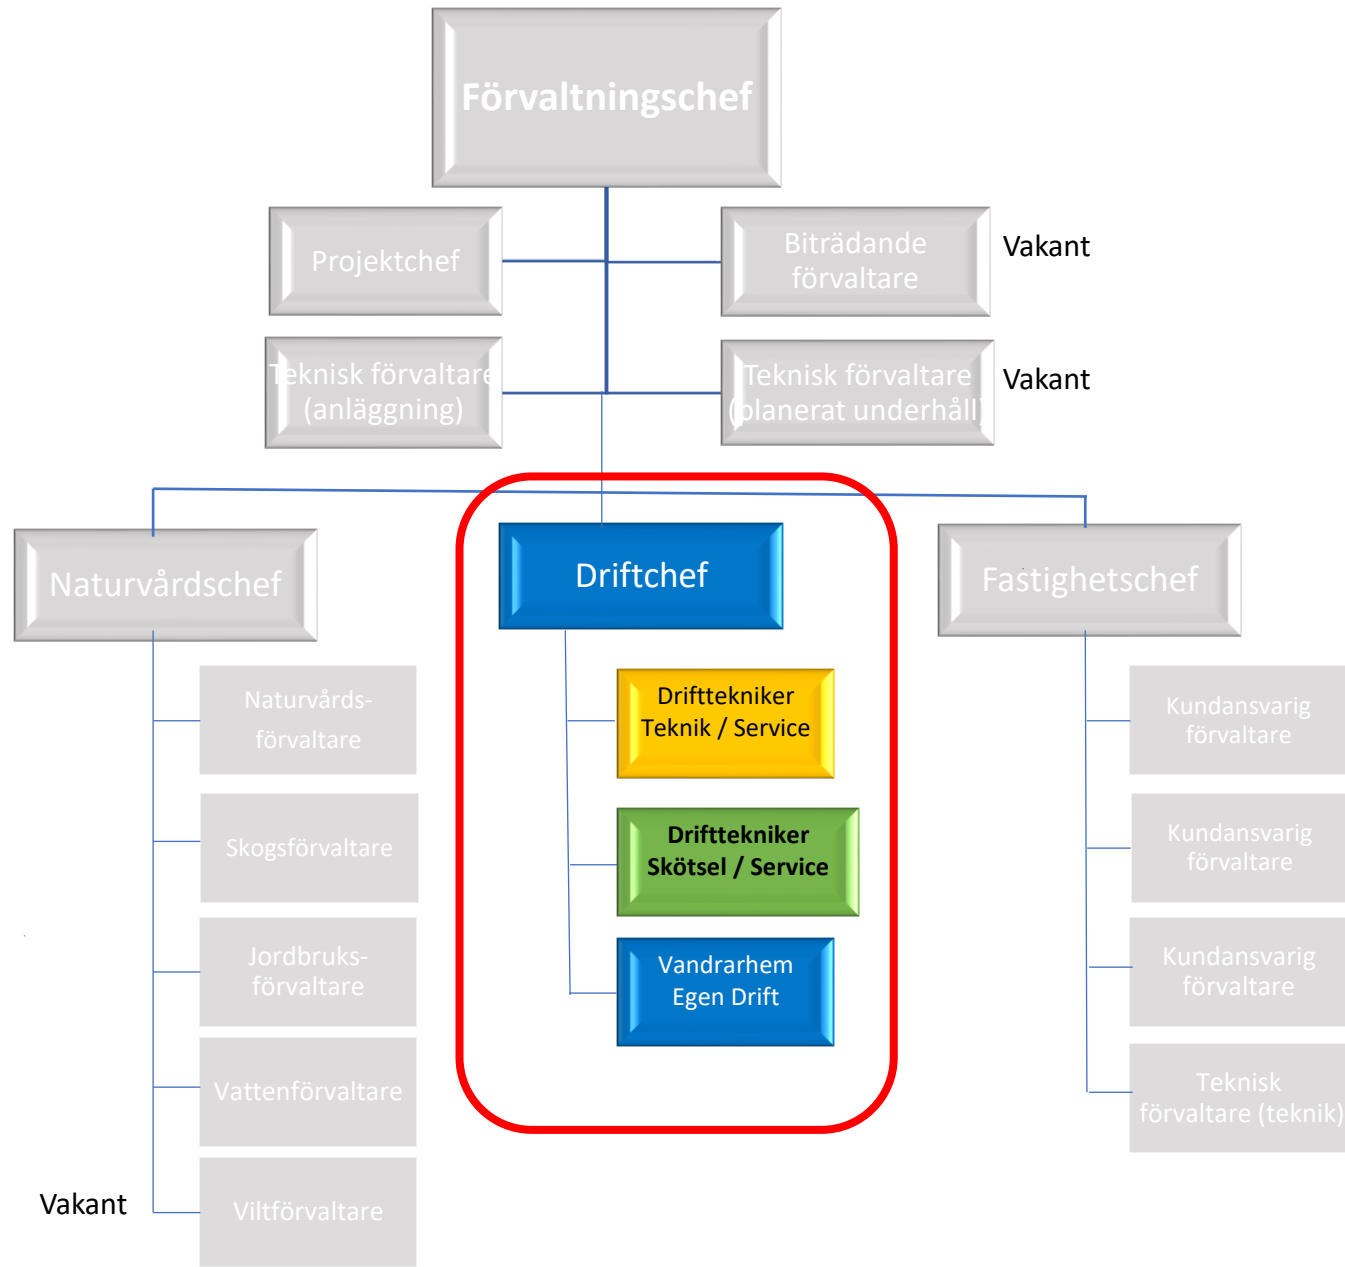 Förvaltningschef
Projektchef
Biträdande
förvaltare
Vakant
Teknisk förvaltare
(anläggning)
Teknisk förvaltare
(planerat underhåll)
Vakant
Naturvårdschef
Driftchef
Fastighetschef
Naturvårds-
förvaltare
Skogsförvaltare
Jordbruks-
förvaltare
Vattenförvaltare
Vakant
Viltförvaltare
Drifttekniker
Teknik / Service
Drifttekniker
Skötsel / Service
Vandrarhem
Egen Drift
Kundansvarig
förvaltare
Kundansvarig
förvaltare
Kundansvarig
förvaltare
Teknisk
förvaltare (teknik)